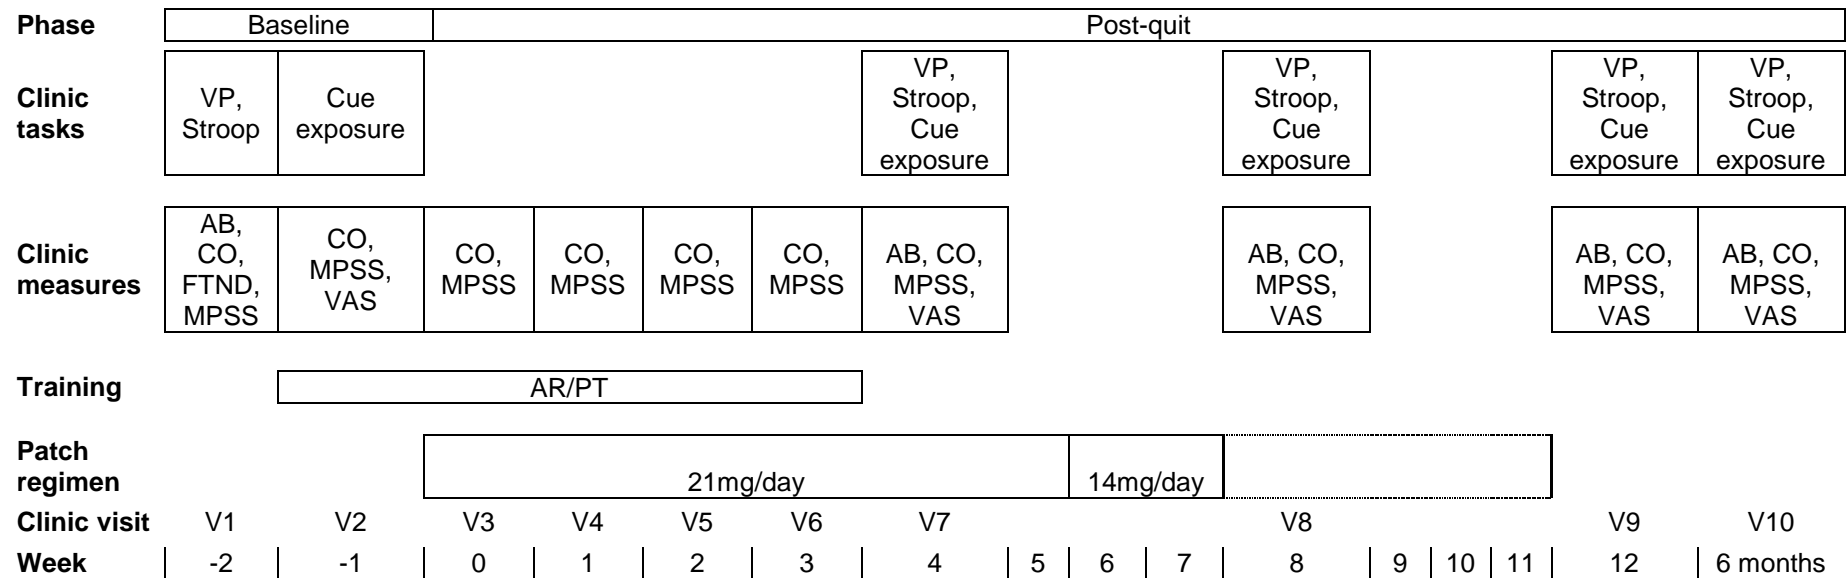 Phase Baseline Post-quit
Clinic tasks
VP, Stroop
Cue exposure
VP, Stroop, Cue exposure
VP, Stroop, Cue exposure
VP, Stroop, Cue exposure
VP, Stroop, Cue exposure
Clinic measures
AB, CO, FTND, MPSS
CO, MPSS, VAS
CO, MPSS
CO, MPSS
CO, MPSS
CO, MPSS
AB, CO, MPSS, VAS
AB, CO, MPSS, VAS
AB, CO, MPSS, VAS
AB, CO, MPSS, VAS
Training AR/PT
Patch regimen
21mg/day 14mg/day
Clinic visit V1 V2 V3 V4 V5 V6 V7 V8 V9 V10
Week -2 -1 0 1 2 3 4 5 6 7 8 9 10 11 12 6 months